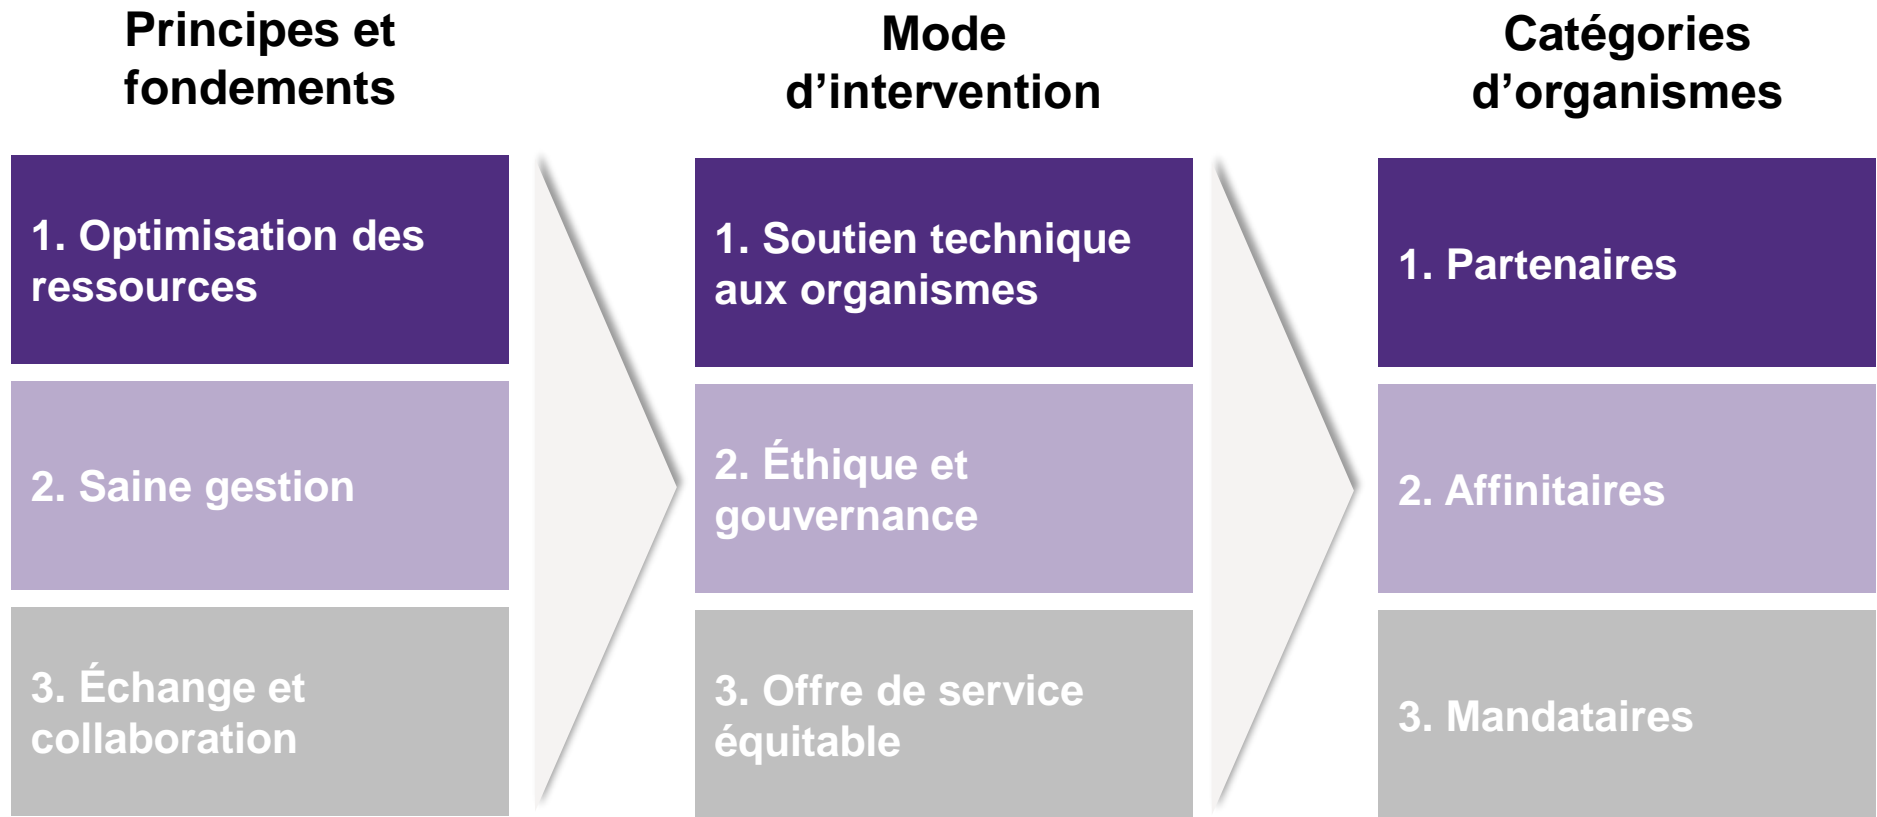 Principes et
fondements
1. Optimisation des
ressources
2. Saine gestion
3. Échange et
collaboration
Mode
d’intervention
1. Soutien technique
aux organismes
2. Éthique et
gouvernance
3. Offre de service
équitable
Catégories
d’organismes
1. Partenaires
2. Affinitaires
3. Mandataires